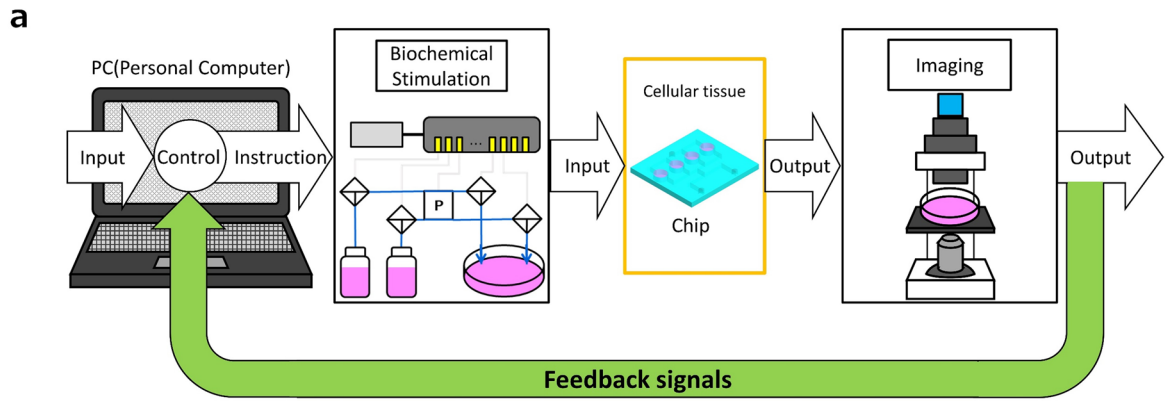 a
PC(Personal Computer)
Input
Control
Instruction
Biochemical
Stimulation
...
P
Input
Cellular tissue
Chip
Output
Imaging
Output
Feedback signals